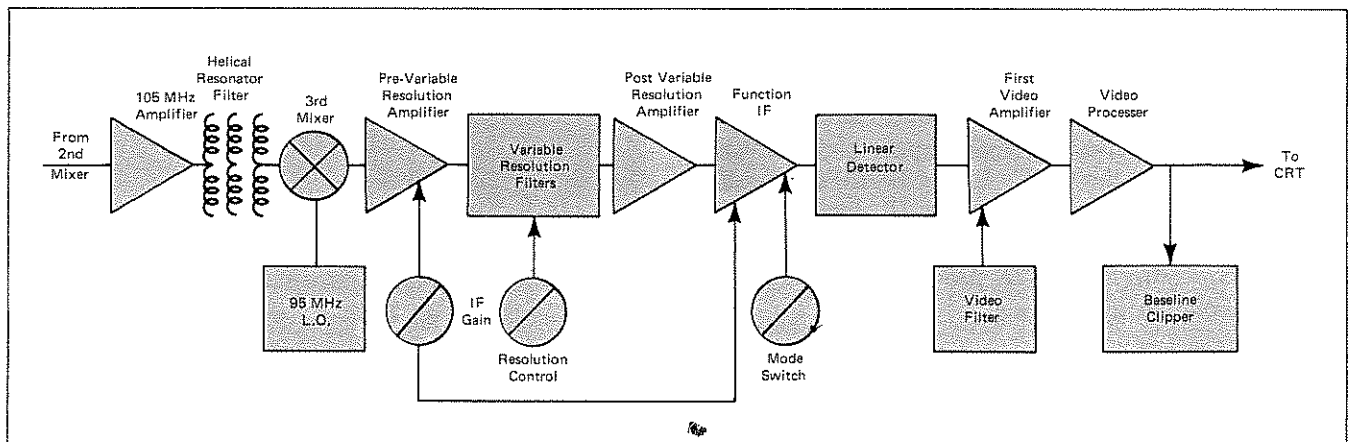 From
2nd
Mixer
105 MHz
Amplifier
Helical
Resonator
Filter
3rd
Mixer
95 MHz
L.O.
Pre-Variable
Resolution
Amplifier
IF
Gain
Variable
Resolution
Filters
Resolution
Control
Post Variable
Resolution
Amplifier
Function
IF
Mode
Switch
Linear
Detector
First
Video
Amplifier
Video
Filter
Video
Processer
Baseline
Clipper
To
CRT